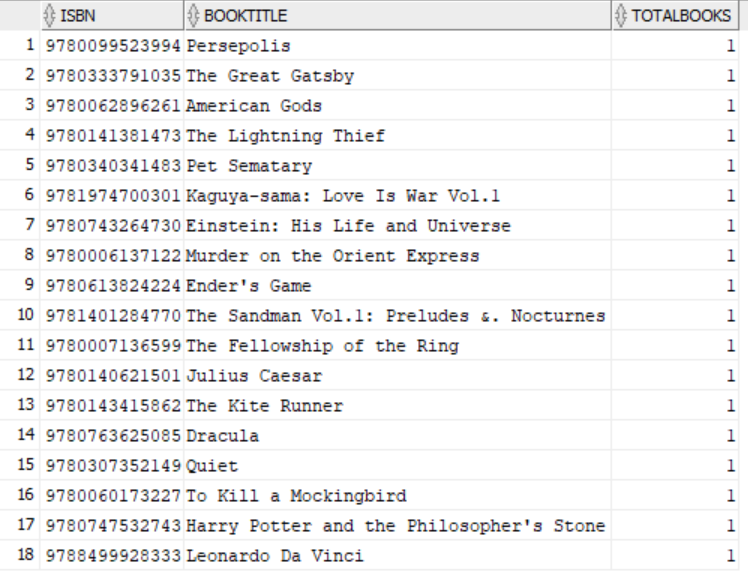 ISBN BOOKTITLE TOTALBOOKS
1 9780099523994 Persepolis 1
2 9780333791035 The Great Gatsby 1
3 9780062896261 American Gods 1
4 9780141381473 The Lightning Thief 1
5 9780340341483 Pet Sematary 1
6 9781974700301 Kaguya-sama: Love Is War Vol.1 1
7 9780743264730 Einstein: His Life and Universe 1
8 9780006137122 Murder on the Orient Express 1
9 9780613824224 Ender's Game 1
10 9781401284770 The Sandman Vol.1: Preludes &. Nocturnes 1
11 9780007136599 The Fellowship of the Ring 1
12 9780140621501 Julius Caesar 1
13 9780143415862 The Kite Runner 1
14 9780763625085 Dracula 1
15 9780307352149 Quiet 1
16 9780060173227 To Kill a Mockingbird 1
17 9780747532743 Harry Potter and the Philosopher's Stone 1
18 9788499928333 Leonardo Da Vinci 1